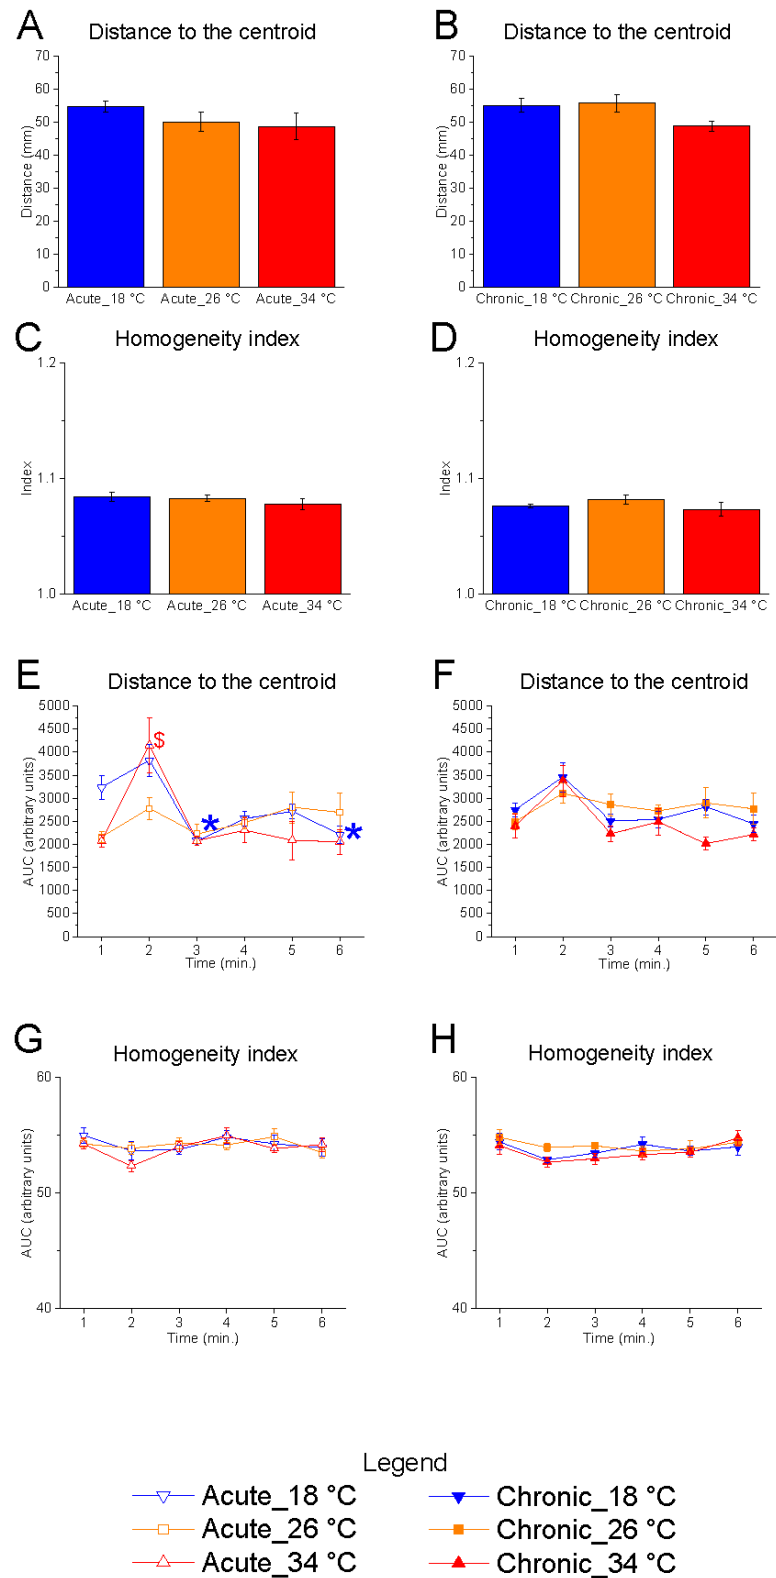 A
Distance to the centroid
70
60
50
40
30
20
10
0
Distance (mm)
Acute_18 °C Acute_26 °C Acute_34 °C
B
Distance to the centroid
70
60
50
40
30
20
10
0
Distance (mm)
Chronic_18 °C Chronic_26 °C Chronic_34 °C
C
Homogeneity index
1.2
1.1
1.0
Index
Acute_18 °C Acute_26 °C Acute_34 °C
D
Homogeneity index
1.2
1.1
1.0
Index
Chronic_18 °C Chronic_26 °C Chronic_34 °C
E
Distance to the centroid
5000
4500
4000
3500
3000
2500
2000
1500
1000
500
0
AUC (arbitrary units)
$
*
*
1 2 3 4 5 6
Time (min.)
F
Distance to the centroid
5000
4500
4000
3500
3000
2500
2000
1500
1000
500
0
AUC (arbitrary units)
1 2 3 4 5 6
Time (min.)
G
Homogeneity index
60
50
40
AUC (arbitrary units)
1 2 3 4 5 6
Time (min.)
H
Homogeneity index
60
50
40
AUC (arbitrary units)
1 2 3 4 5 6
Time (min.)
Legend
Acute_18 °C
Acute_26 °C
Acute_34 °C
Chronic_18 °C
Chronic_26 °C
Chronic_34 °C